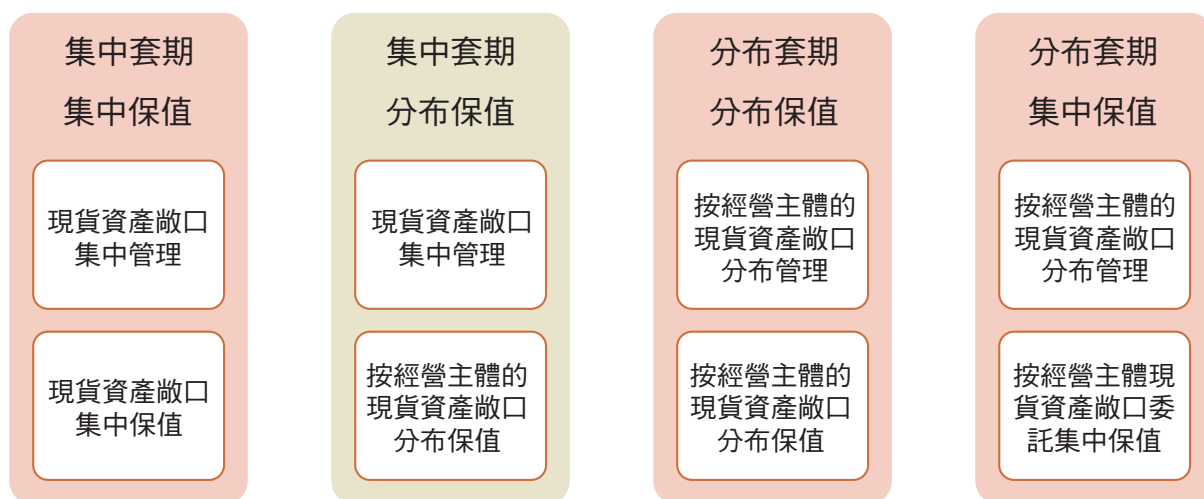 集中套期
集中保值
現貨資產敞口
集中管理
現貨資產敞口
集中保值
集中套期
分布保值
現貨資產敞口
集中管理
按經營主體的
現貨資產敞口
分布保值
分布套期
分布保值
按經營主體的
現貨資產敞口
分布管理
按經營主體的
現貨資產敞口
分布保值
分布套期
集中保值
按經營主體的
現貨資產敞口
分布管理
按經營主體現
貨資產敞口委
託集中保值